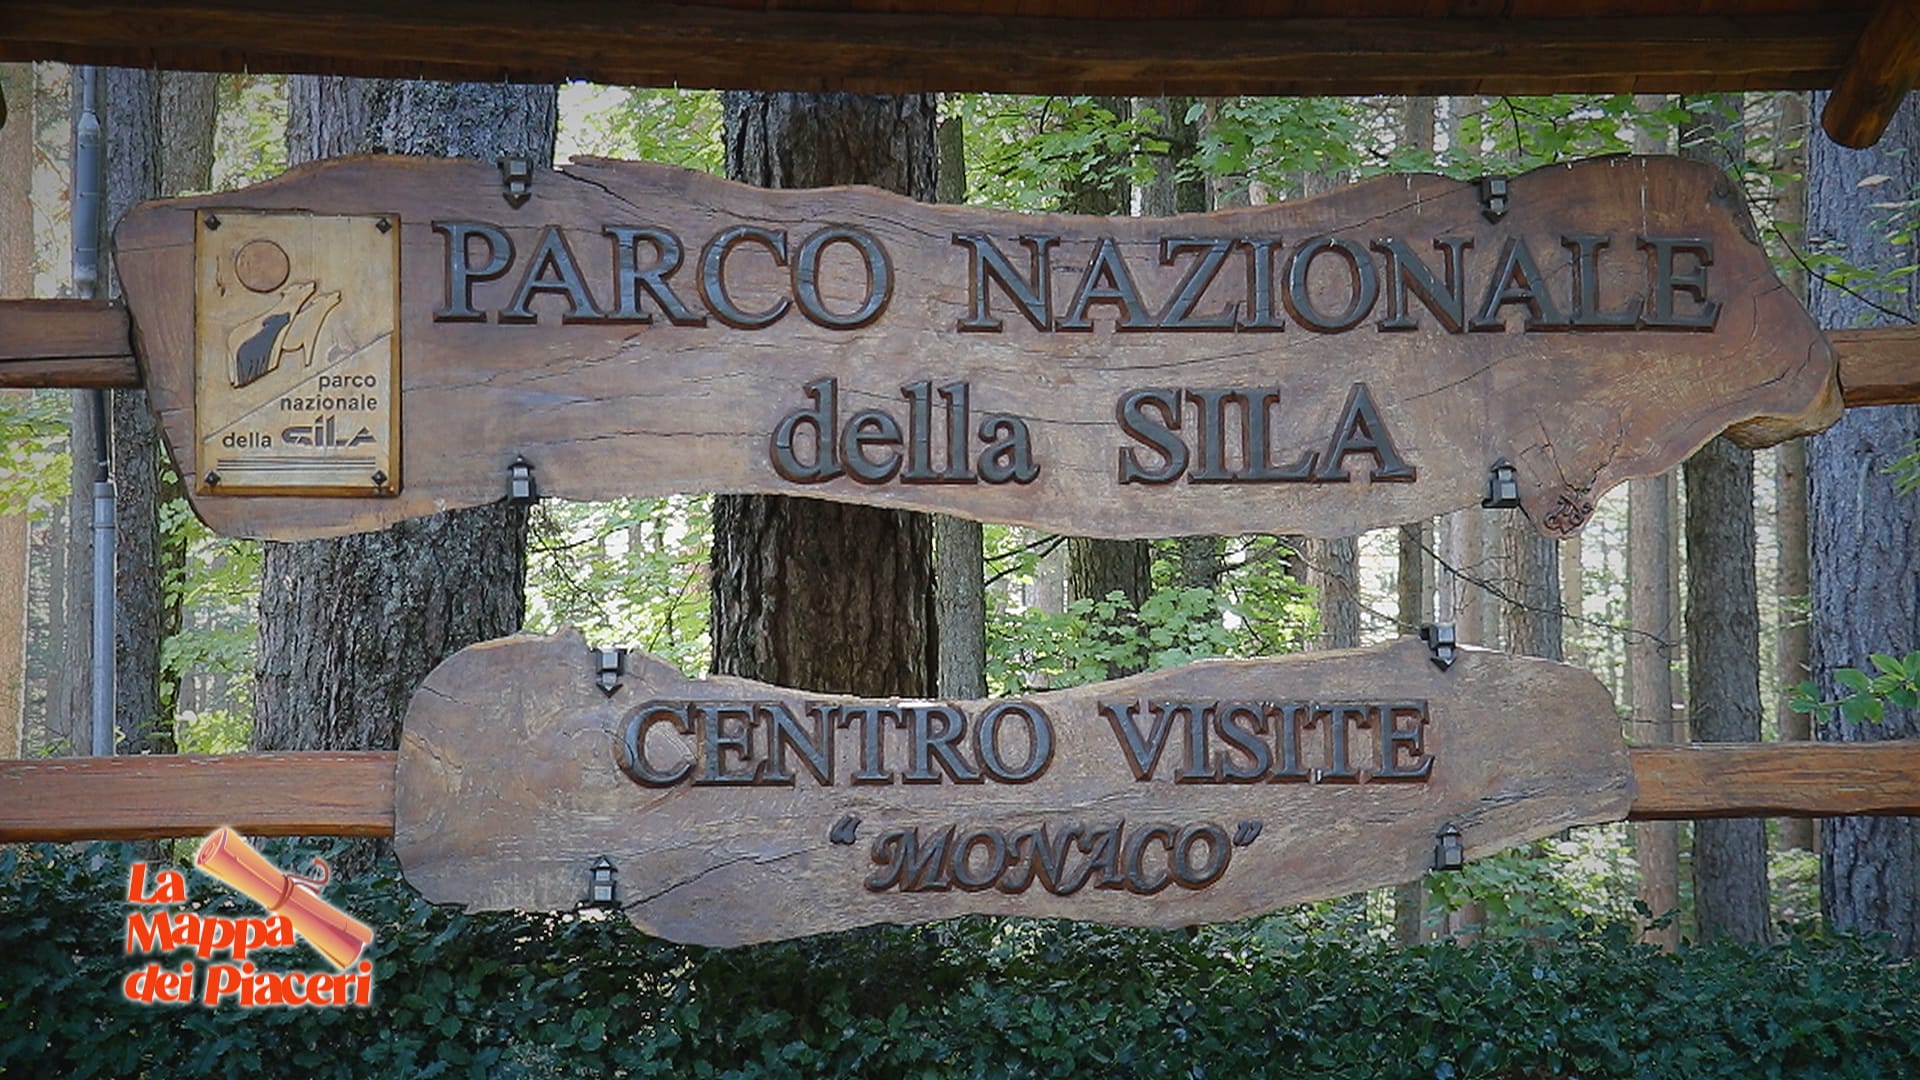 PARCO NAZIONALE
della SILA
parco
nazionale
della SILA
CENTRO VISITE
"MONACO"
La
Mappa
dei Piaceri